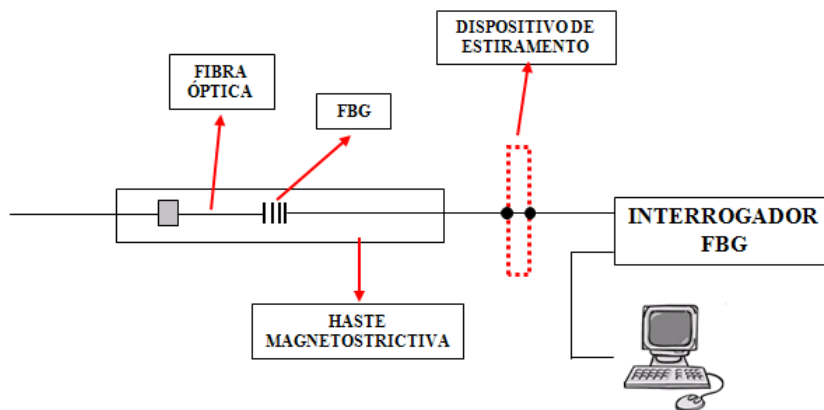 DISPOSITIVO DE
ESTIRAMENTO
FIBRA
ÓPTICA
FBG
INTERROGADOR
FBG
HASTE
MAGNETOSTRICTIVA